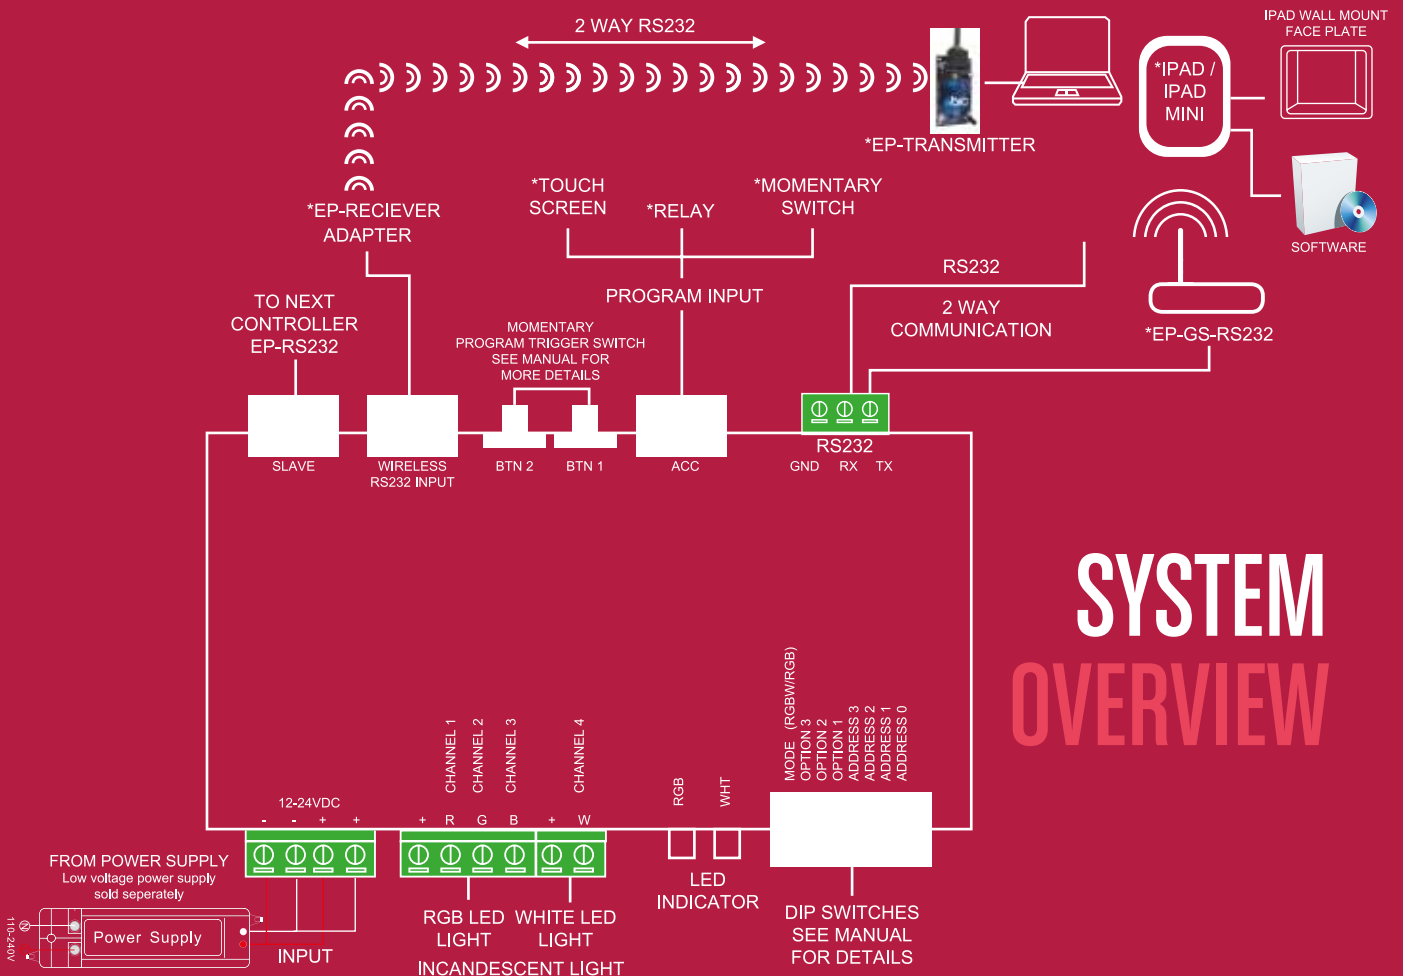 2 WAY RS232
IPAD WALL MOUNT
FACE PLATE
*IPAD /
IPAD
MINI
*EP-TRANSMITTER
SOFTWARE
*EP-RECIEVER
ADAPTER
*TOUCH
SCREEN
*RELAY
*MOMENTARY
SWITCH
PROGRAM INPUT
RS232
2 WAY
COMMUNICATION
*EP-GS-RS232
TO NEXT
CONTROLLER
EP-RS232
MOMENTARY
PROGRAM TRIGGER SWITCH
SEE MANUAL FOR
MORE DETAILS
SLAVE
WIRELESS
RS232 INPUT
BTN 2
BTN 1
ACC
RS232
GND RX TX
SYSTEM
OVERVIEW
12-24VDC
- - + +
CHANNEL 1
CHANNEL 2
CHANNEL 3
CHANNEL 4
+ R G B + W
RGB
WHT
MODE (RGBW/RGB)
OPTION 3
OPTION 2
OPTION 1
ADDRESS 3
ADDRESS 2
ADDRESS 1
ADDRESS 0
FROM POWER SUPPLY
Low voltage power supply
sold seperately
110-240V
Power Supply
INPUT
RGB LED
LIGHT
WHITE LED
LIGHT
INCANDESCENT LIGHT
LED
INDICATOR
DIP SWITCHES
SEE MANUAL
FOR DETAILS